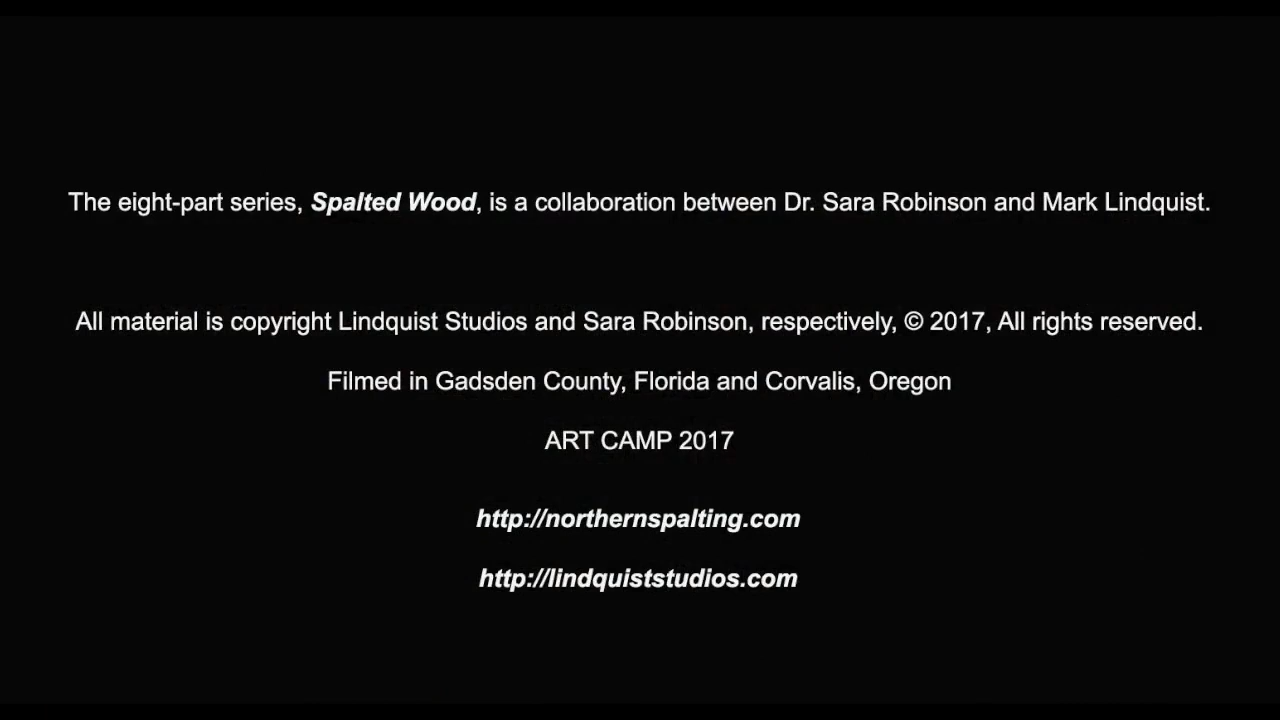 The eight-part series, Spalted Wood, is a collaboration between Dr. Sara Robinson and Mark Lindquist.
All material is copyright Lindquist Studios and Sara Robinson, respectively, © 2017, All rights reserved.
Filmed in Gadsden County, Florida and Corvalis, Oregon
ART CAMP 2017
http://northernspalting.com
http://lindquiststudios.com